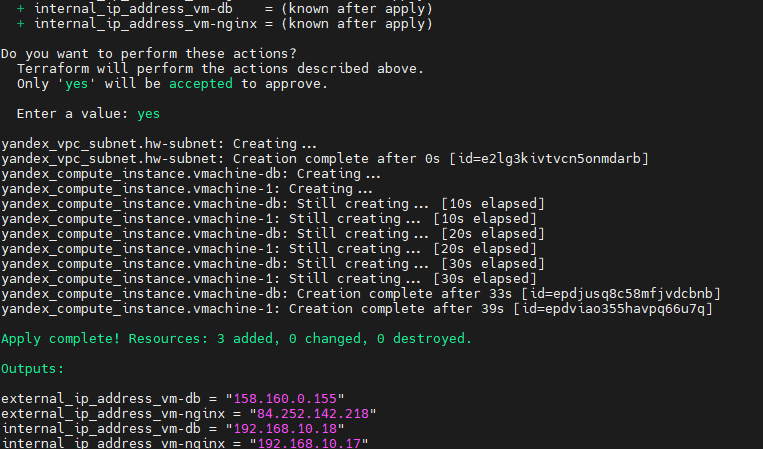 + internal_ip_address_vm-db    = (known after apply)
+ internal_ip_address_vm-nginx = (known after apply)
Do you want to perform these actions?
Terraform will perform the actions described above.
Only 'yes' will be accepted to approve.
Enter a value: yes
yandex_vpc_subnet.hw-subnet: Creating...
yandex_vpc_subnet.hw-subnet: Creation complete after 0s [id=e2lg3kivtvcn5onmdarb]
yandex_compute_instance.vmachine-db: Creating...
yandex_compute_instance.vmachine-1: Creating...
yandex_compute_instance.vmachine-db: Still creating... [10s elapsed]
yandex_compute_instance.vmachine-1: Still creating... [10s elapsed]
yandex_compute_instance.vmachine-db: Still creating... [20s elapsed]
yandex_compute_instance.vmachine-1: Still creating... [20s elapsed]
yandex_compute_instance.vmachine-db: Still creating... [30s elapsed]
yandex_compute_instance.vmachine-1: Still creating... [30s elapsed]
yandex_compute_instance.vmachine-db: Creation complete after 33s [id=epdjusq8c58mfjvdcbnb]
yandex_compute_instance.vmachine-1: Creation complete after 39s [id=epdviao355havpq66u7q]
Apply complete! Resources: 3 added, 0 changed, 0 destroyed.
Outputs:
external_ip_address_vm-db = "158.160.0.155"
external_ip_address_vm-nginx = "84.252.142.218"
internal_ip_address_vm-db = "192.168.10.18"
internal_ip_address_vm-nginx = "192.168.10.17"